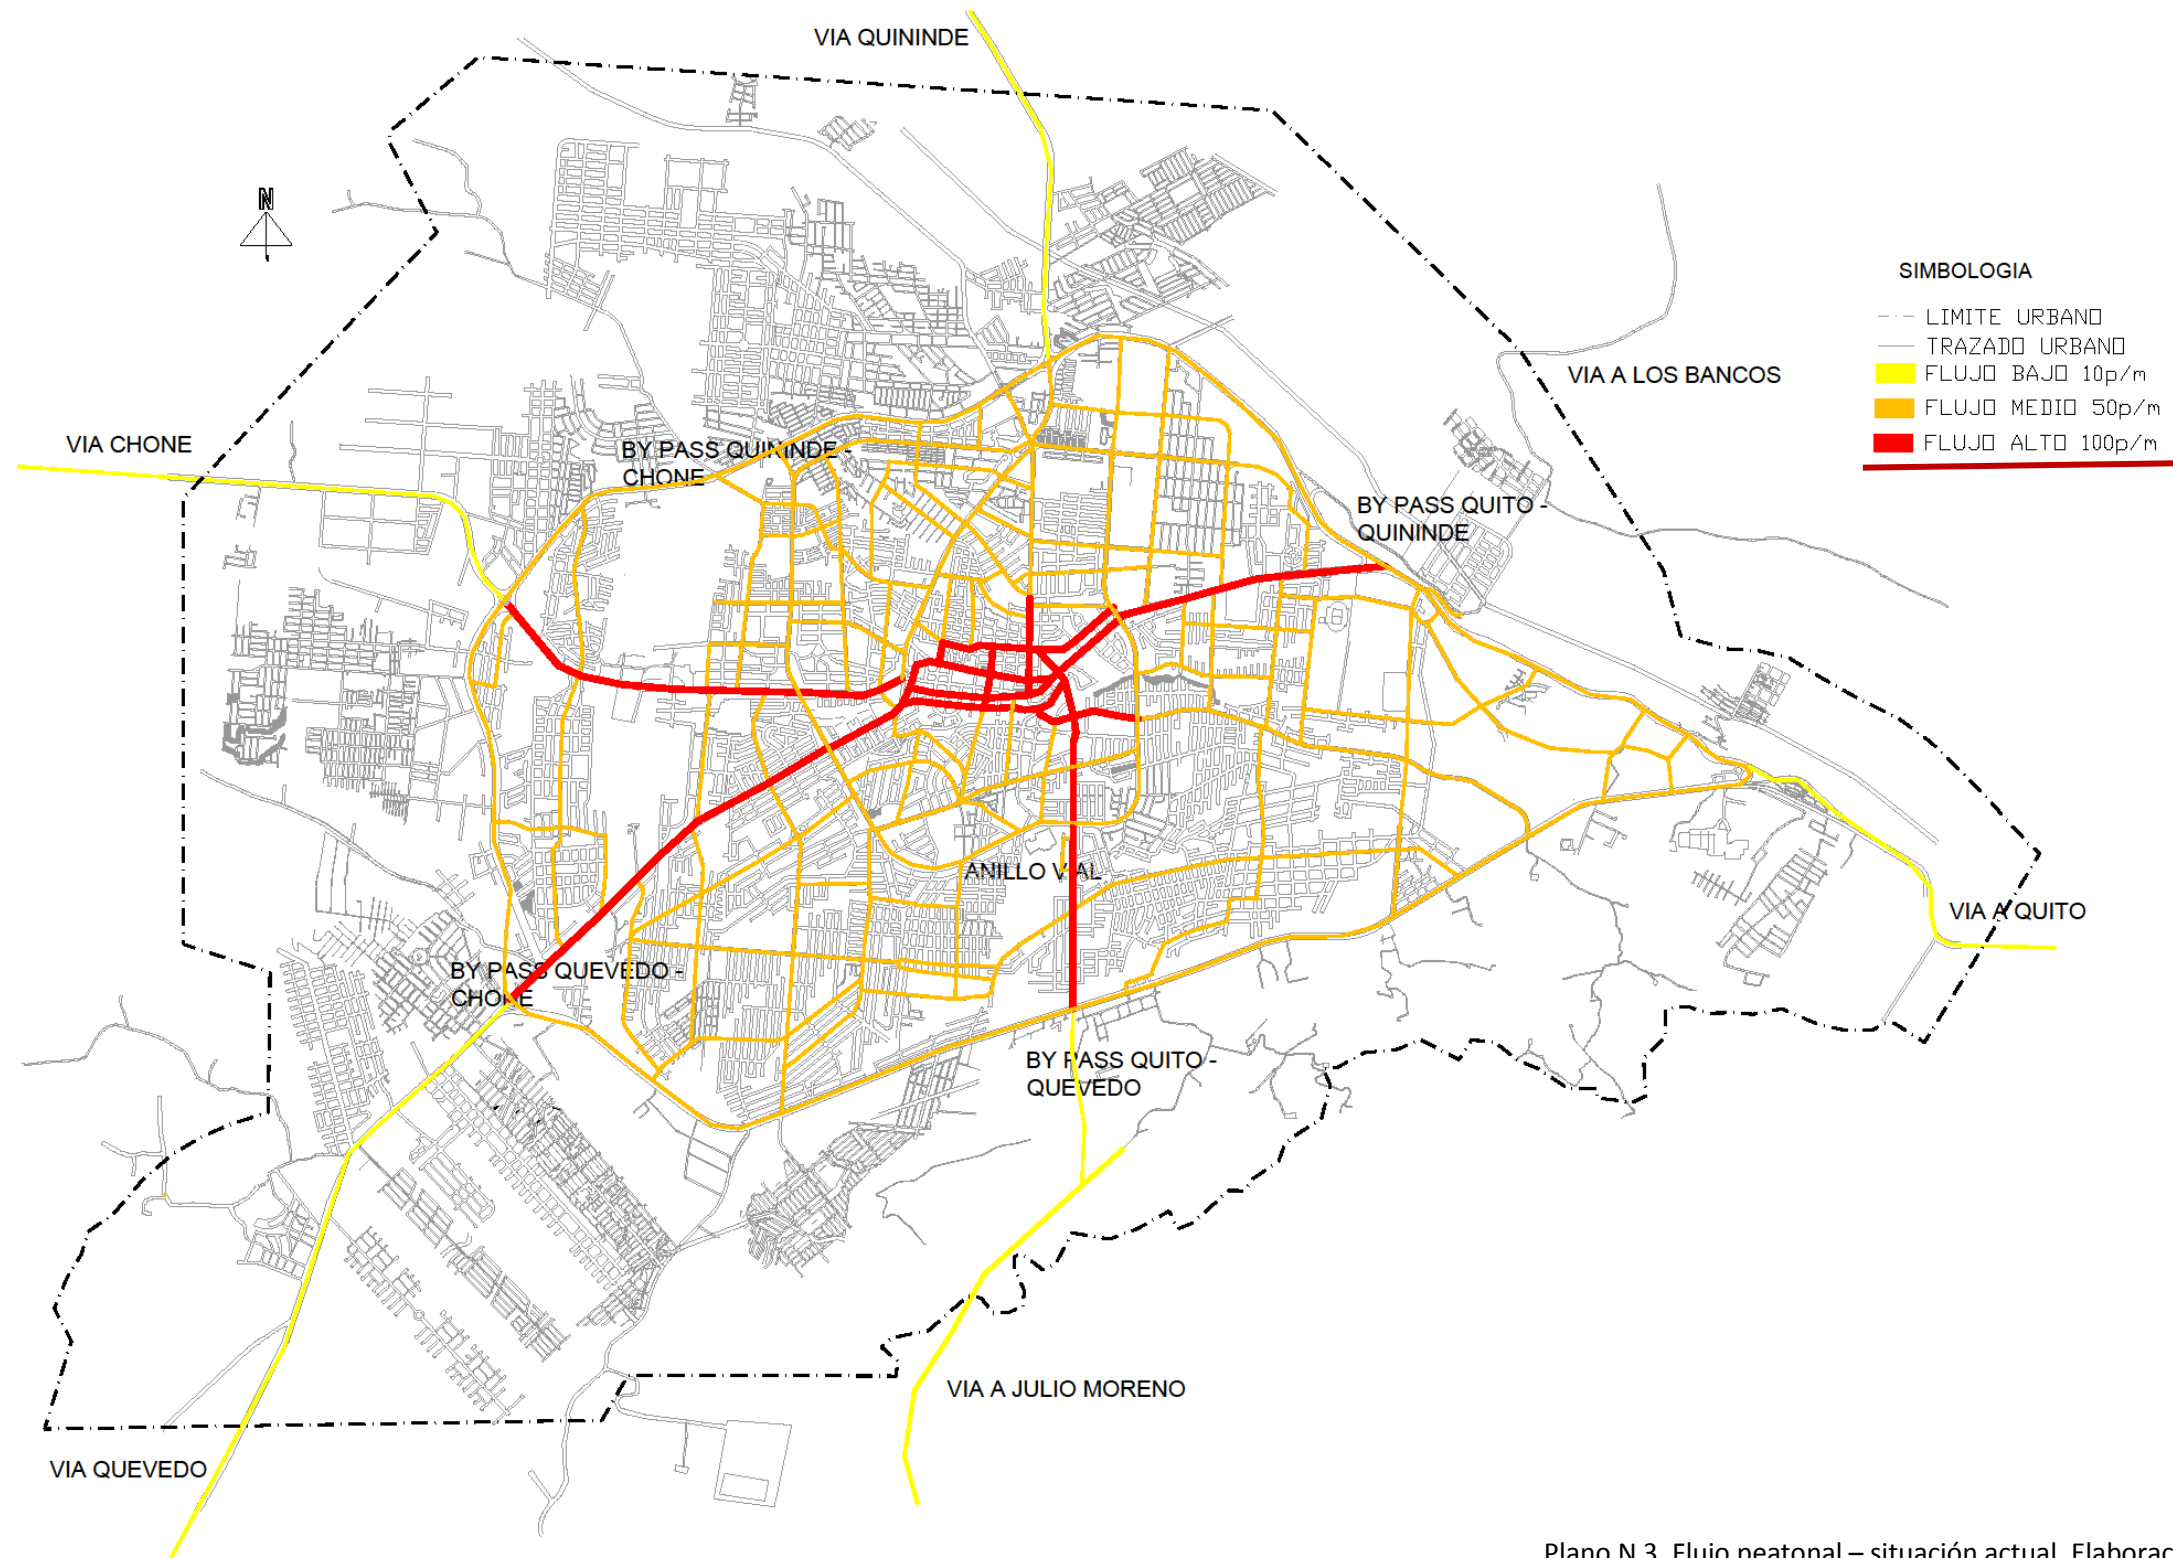 VIA QUININDE
N
SIMBOLOGIA
LIMITE URBANO
TRAZADO URBANO
FLUJO BAJO 10p/m
FLUJO MEDIO 50p/m
FLUJO ALTO 100p/m
VIA A LOS BANCOS
VIA CHONE
BY PASS QUININDE -
CHONE
BY PASS QUITO -
QUININDE
ANILLO VIAL
VIA A QUITO
BY PASS QUEVEDO -
CHONE
BY PASS QUITO -
QUEVEDO
VIA A JULIO MORENO
VIA QUEVEDO
Plano N.3. Flujo peatonal – situación actual. Elaborac